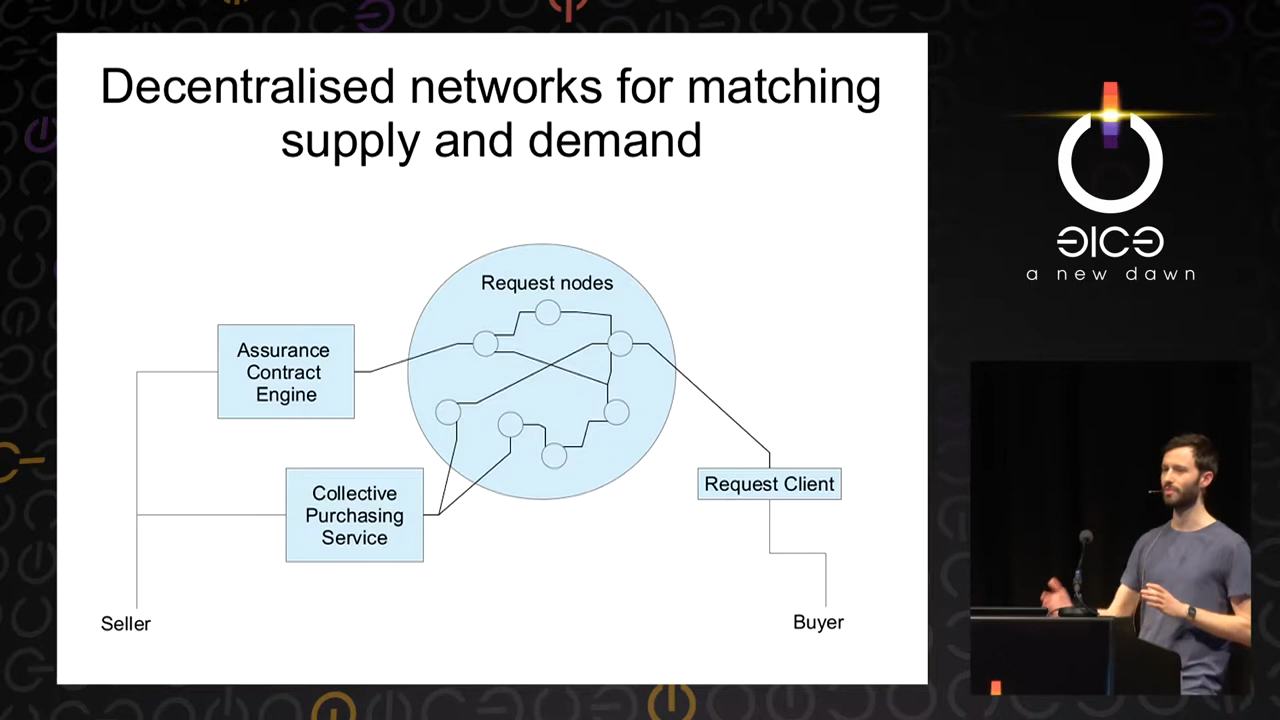 Decentralised networks for matching
supply and demand
Request nodes
Assurance
Contract
Engine
Collective
Purchasing
Service
Request Client
Seller
Buyer
ƎICƏ
a new dawn